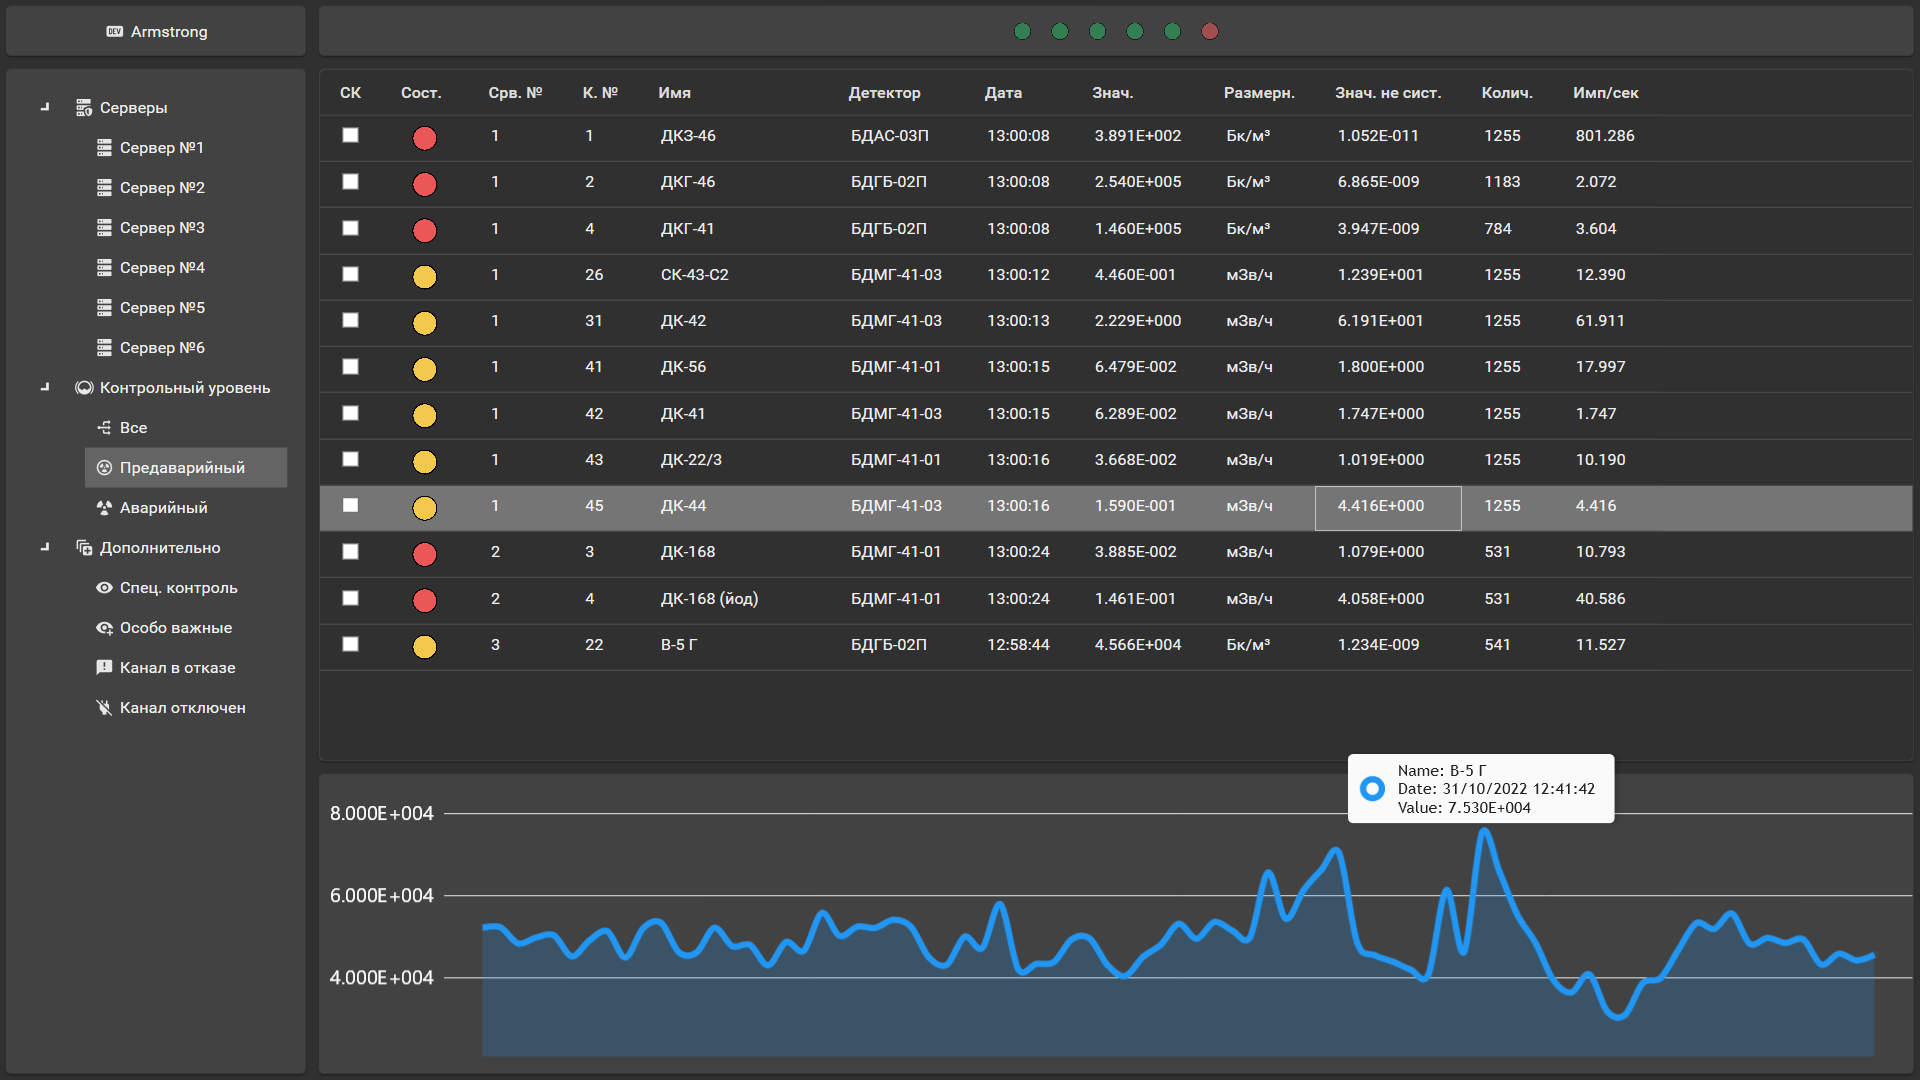 DEV Armstrong
Серверы
Сервер №1
Сервер №2
Сервер №3
Сервер №4
Сервер №5
Сервер №6
Контрольный уровень
Все
Предаварийный
Аварийный
Дополнительно
Спец. контроль
Особо важные
Канал в отказе
Канал отключен
СК Сост. Срв. № К. № Имя Детектор Дата Знач. Размерн. Знач. не сист. Колич. Имп/сек
1 1 ДКЗ-46 БДАС-03П 13:00:08 3.891E+002 Бк/м³ 1.052E-011 1255 801.286
1 2 ДКГ-46 БДГБ-02П 13:00:08 2.540E+005 Бк/м³ 6.865E-009 1183 2.072
1 4 ДКГ-41 БДГБ-02П 13:00:08 1.460E+005 Бк/м³ 3.947E-009 784 3.604
1 26 СК-43-С2 БДМГ-41-03 13:00:12 4.460E-001 мЗв/ч 1.239E+001 1255 12.390
1 31 ДК-42 БДМГ-41-03 13:00:13 2.229E+000 мЗв/ч 6.191E+001 1255 61.911
1 41 ДК-56 БДМГ-41-01 13:00:15 6.479E-002 мЗв/ч 1.800E+000 1255 17.997
1 42 ДК-41 БДМГ-41-03 13:00:15 6.289E-002 мЗв/ч 1.747E+000 1255 1.747
1 43 ДК-22/3 БДМГ-41-01 13:00:16 3.668E-002 мЗв/ч 1.019E+000 1255 10.190
1 45 ДК-44 БДМГ-41-03 13:00:16 1.590E-001 мЗв/ч 4.416E+000 1255 4.416
2 3 ДК-168 БДМГ-41-01 13:00:24 3.885E-002 мЗв/ч 1.079E+000 531 10.793
2 4 ДК-168 (йод) БДМГ-41-01 13:00:24 1.461E-001 мЗв/ч 4.058E+000 531 40.586
3 22 В-5 Г БДГБ-02П 12:58:44 4.566E+004 Бк/м³ 1.234E-009 541 11.527
Name: В-5 Г
Date: 31/10/2022 12:41:42
Value: 7.530E+004
8.000E+004
6.000E+004
4.000E+004